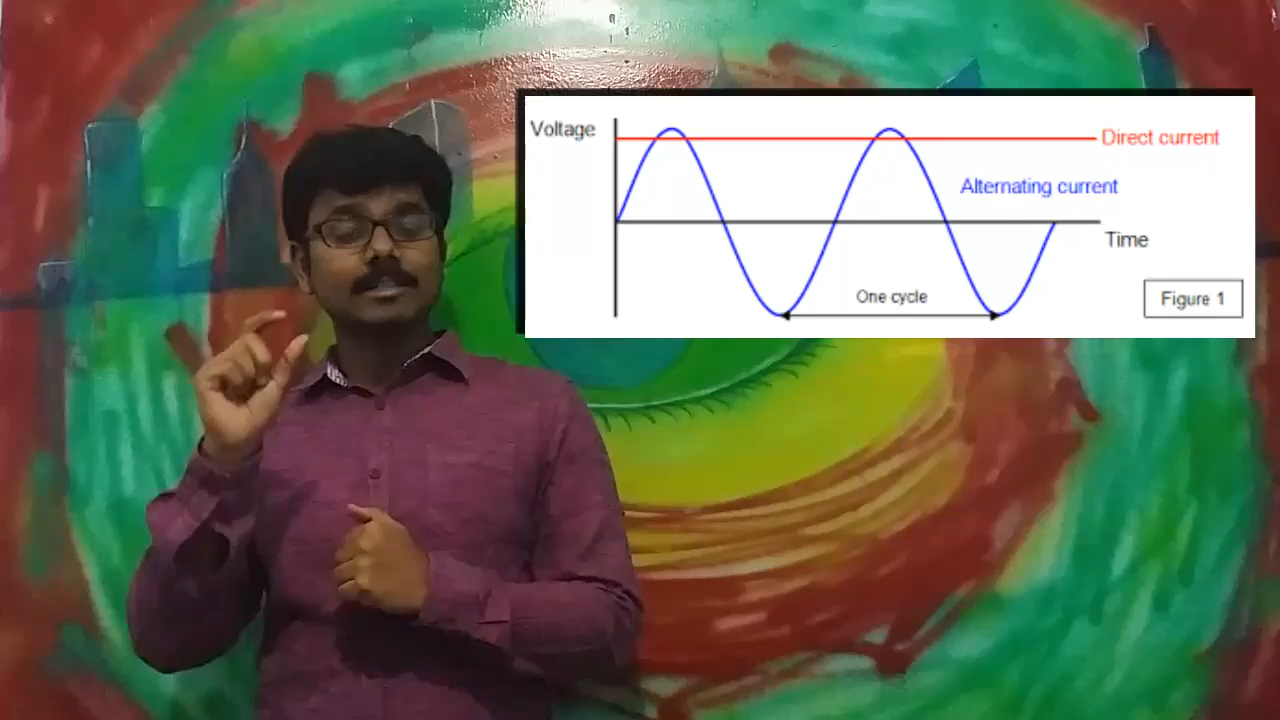 Voltage
Direct current
Alternating current
Time
One cycle
Figure 1